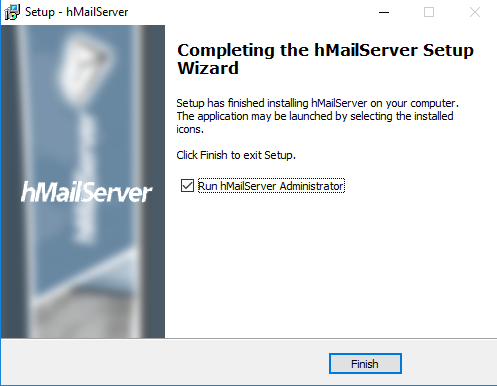 Setup - hMailServer
Completing the hMailServer Setup
Wizard
Setup has finished installing hMailServer on your computer.
The application may be launched by selecting the installed
icons.
Click Finish to exit Setup.
Run hMailServer Administrator
hMailServer
Finish